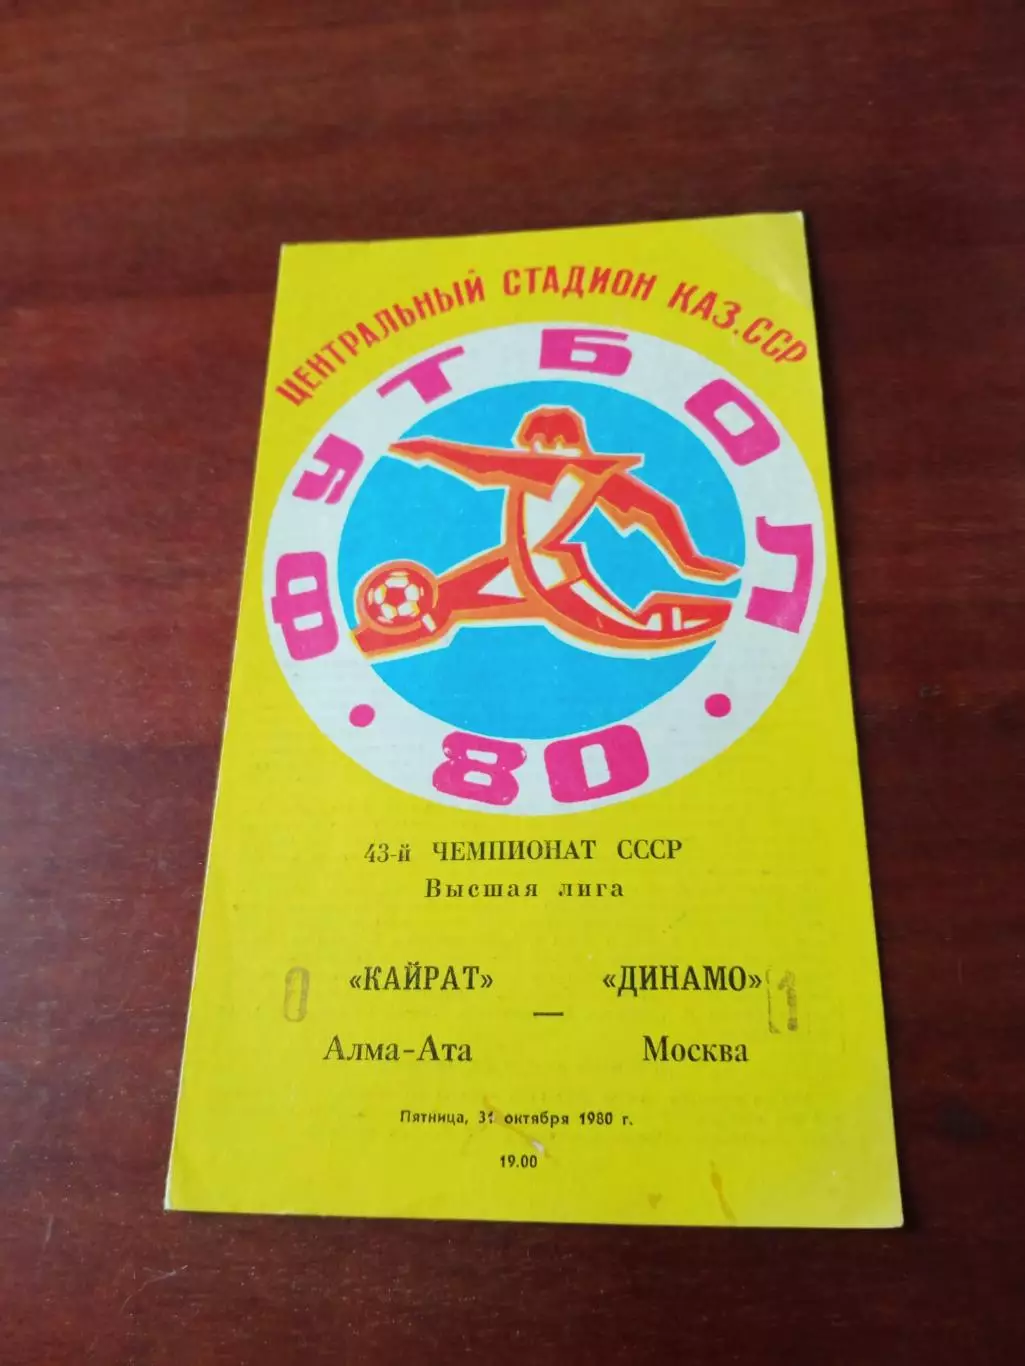 ЦЕНТРАЛЬНЫЙ СТАДИОН КАЗ.ССР
ФУТБОЛ
• 80 •
43-й ЧЕМПИОНАТ СССР
Высшая лига
0 «КАЙРАТ» — «ДИНАМО» 1
Алма-Ата Москва
Пятница, 31 октября 1980 г.
19.00